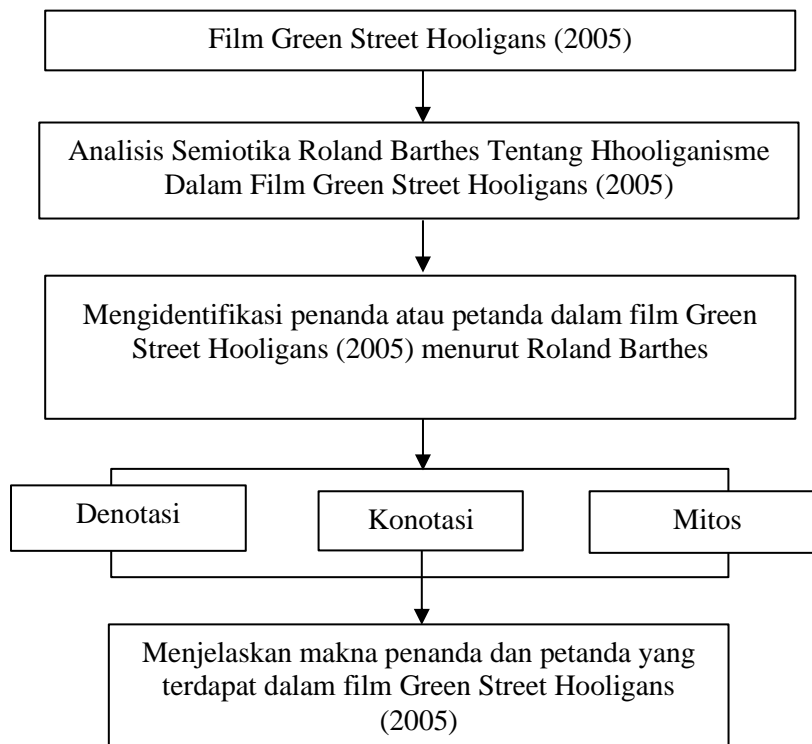 Film Green Street Hooligans (2005)
Analisis Semiotika Roland Barthes Tentang Hhooliganisme
Dalam Film Green Street Hooligans (2005)
Mengidentifikasi penanda atau petanda dalam film Green
Street Hooligans (2005) menurut Roland Barthes
Denotasi
Konotasi
Mitos
Menjelaskan makna penanda dan petanda yang
terdapat dalam film Green Street Hooligans
(2005)